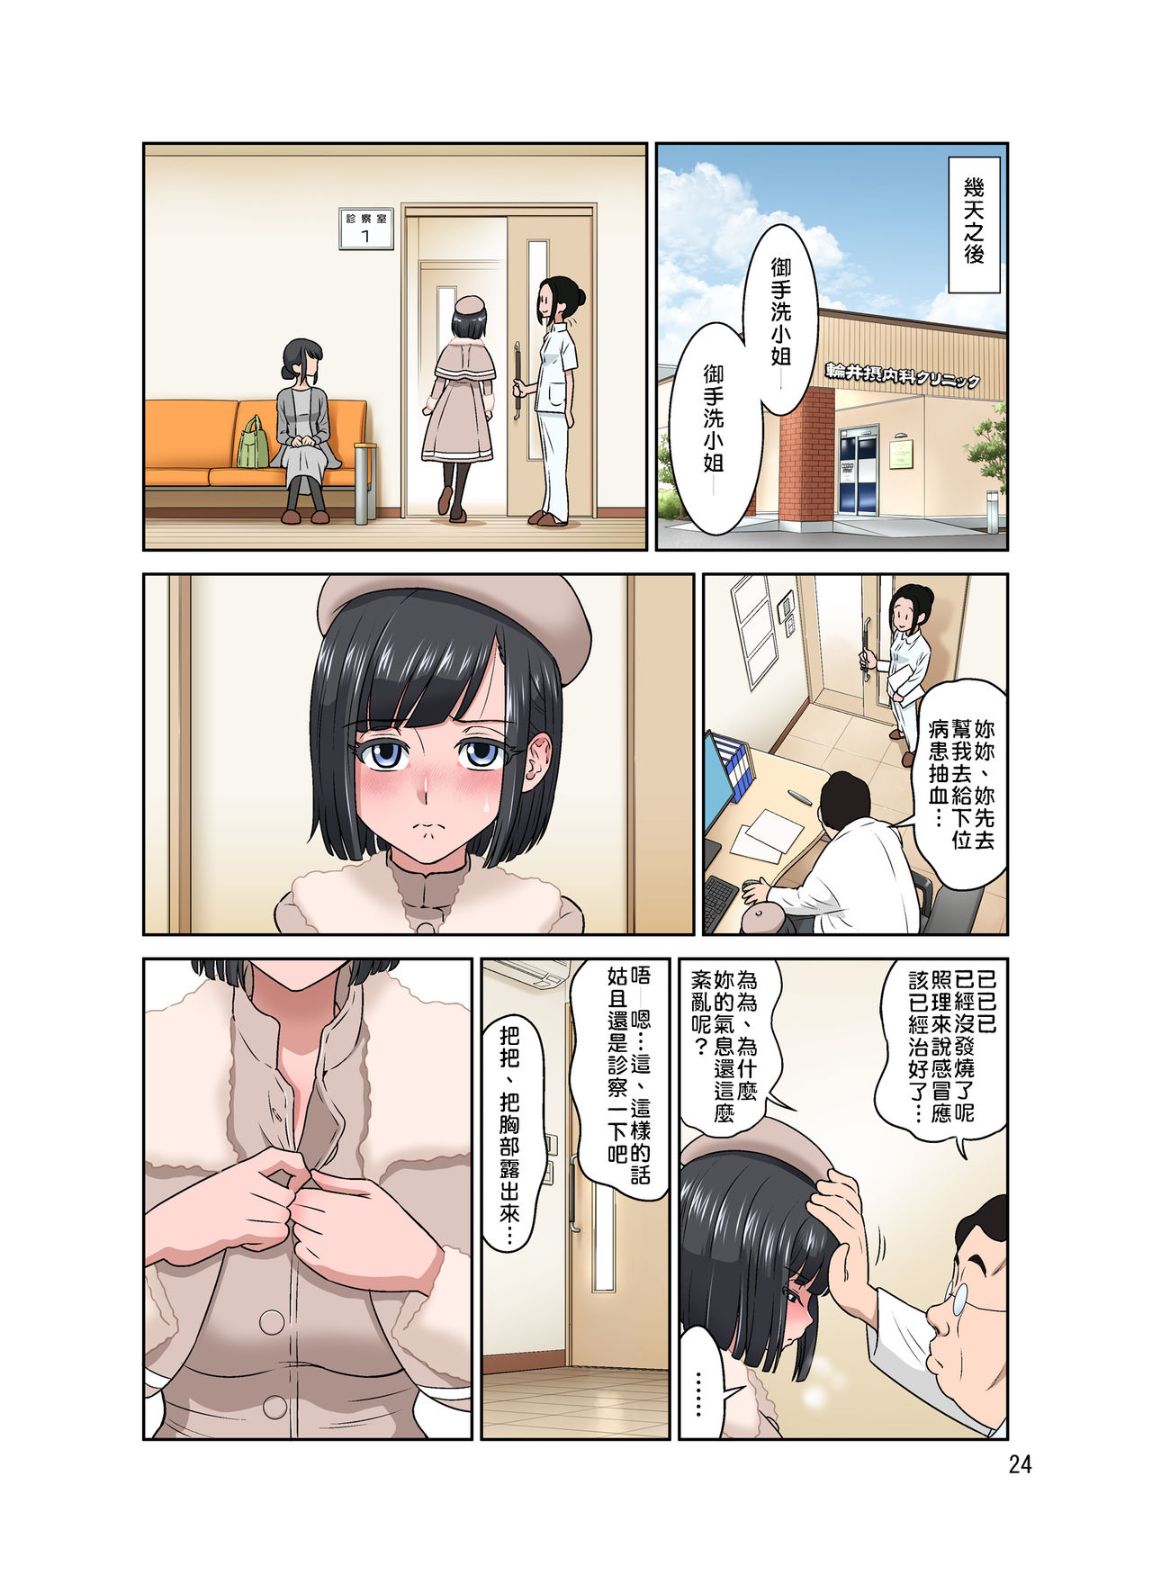 幾天之後
御手洗小姐
御手洗小姐
輪井摂内科クリニック
診察室
1
妳妳、妳先去
幫我去給下位
病患抽血…
已已已
已經沒發燒了呢
照理來說感冒應
該已經治好了…
為為、為什麼
妳的氣息還這麼
紊亂呢？
……
唔 嗯…這、這樣的話
姑且還是診察一下吧
把把、把胸部露出來…
24